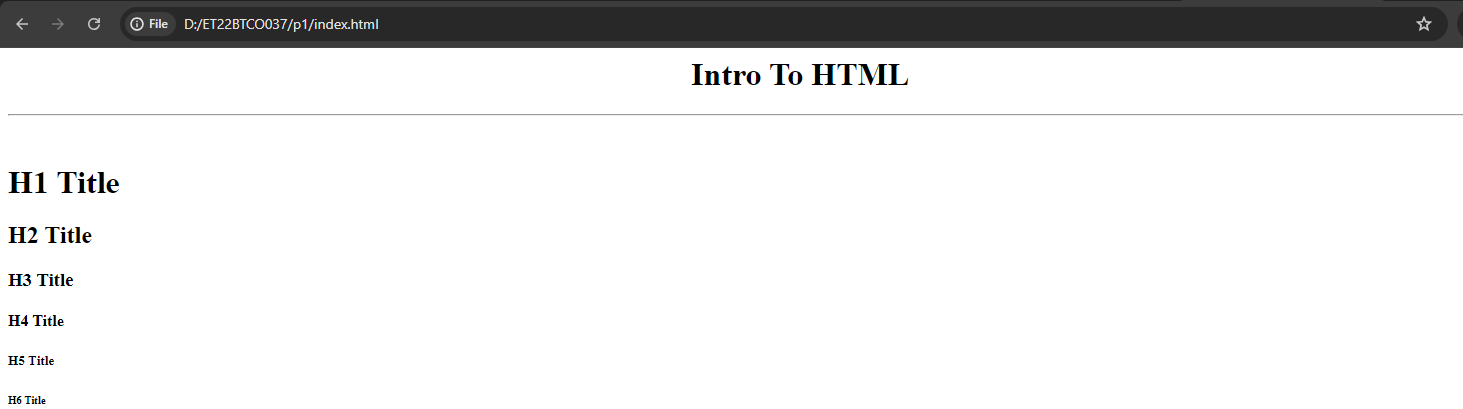 File D:/ET22BTCO037/p1/index.html
Intro To HTML
H1 Title
H2 Title
H3 Title
H4 Title
H5 Title
H6 Title